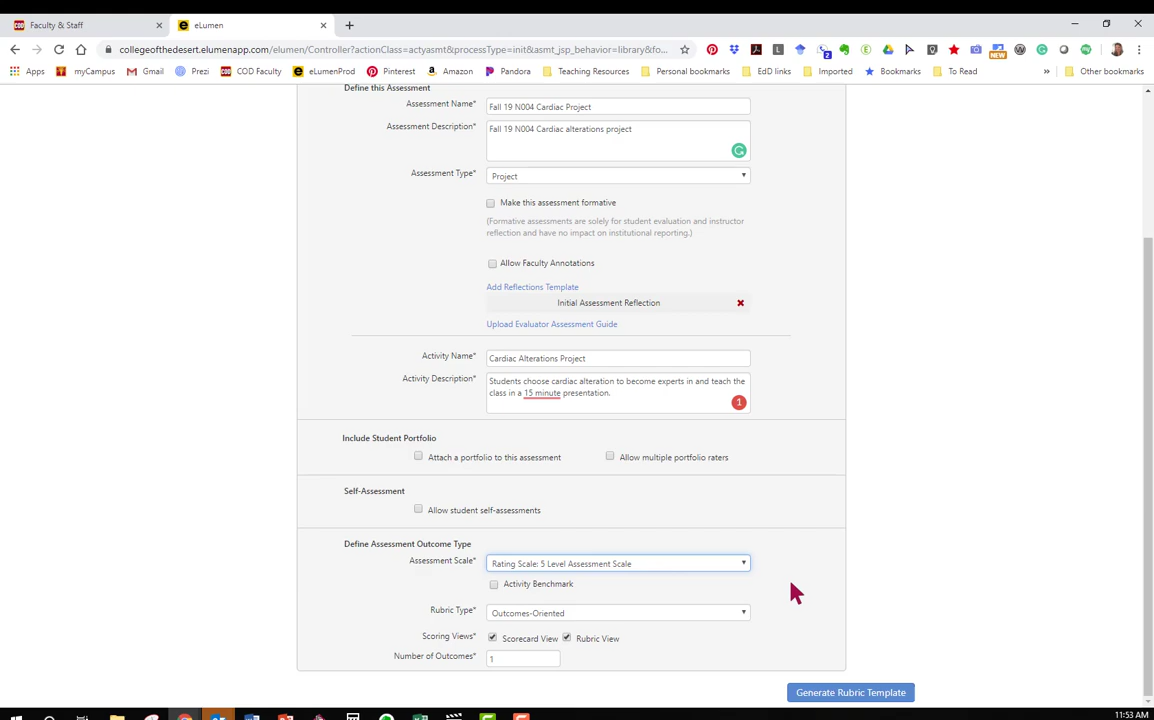 Faculty & Staff
eLumen
collegeofthedesert.elumenapp.com/elumen/Controller?actionClass=actyasmt&processType=init&asmt_jsp_behavior=library&fo...
Apps
myCampus
Gmail
Prezi
COD Faculty
eLumenProd
Pinterest
Amazon
Pandora
Teaching Resources
Personal bookmarks
EdD links
Imported
Bookmarks
To Read
»
Other bookmarks
Define this Assessment
Assessment Name* Fall 19 N004 Cardiac Project
Assessment Description* Fall 19 N004 Cardiac alterations project
Assessment Type* Project
Make this assessment formative
(Formative assessments are solely for student evaluation and instructor
reflection and have no impact on institutional reporting.)
Allow Faculty Annotations
Add Reflections Template
Initial Assessment Reflection
Upload Evaluator Assessment Guide
Activity Name* Cardiac Alterations Project
Activity Description* Students choose cardiac alteration to become experts in and teach the
class in a 15 minute presentation.
1
Include Student Portfolio
Attach a portfolio to this assessment Allow multiple portfolio raters
Self-Assessment
Allow student self-assessments
Define Assessment Outcome Type
Assessment Scale* Rating Scale: 5 Level Assessment Scale
Activity Benchmark
Rubric Type* Outcomes-Oriented
Scoring Views* Scorecard View Rubric View
Number of Outcomes* 1
Generate Rubric Template
11:53 AM